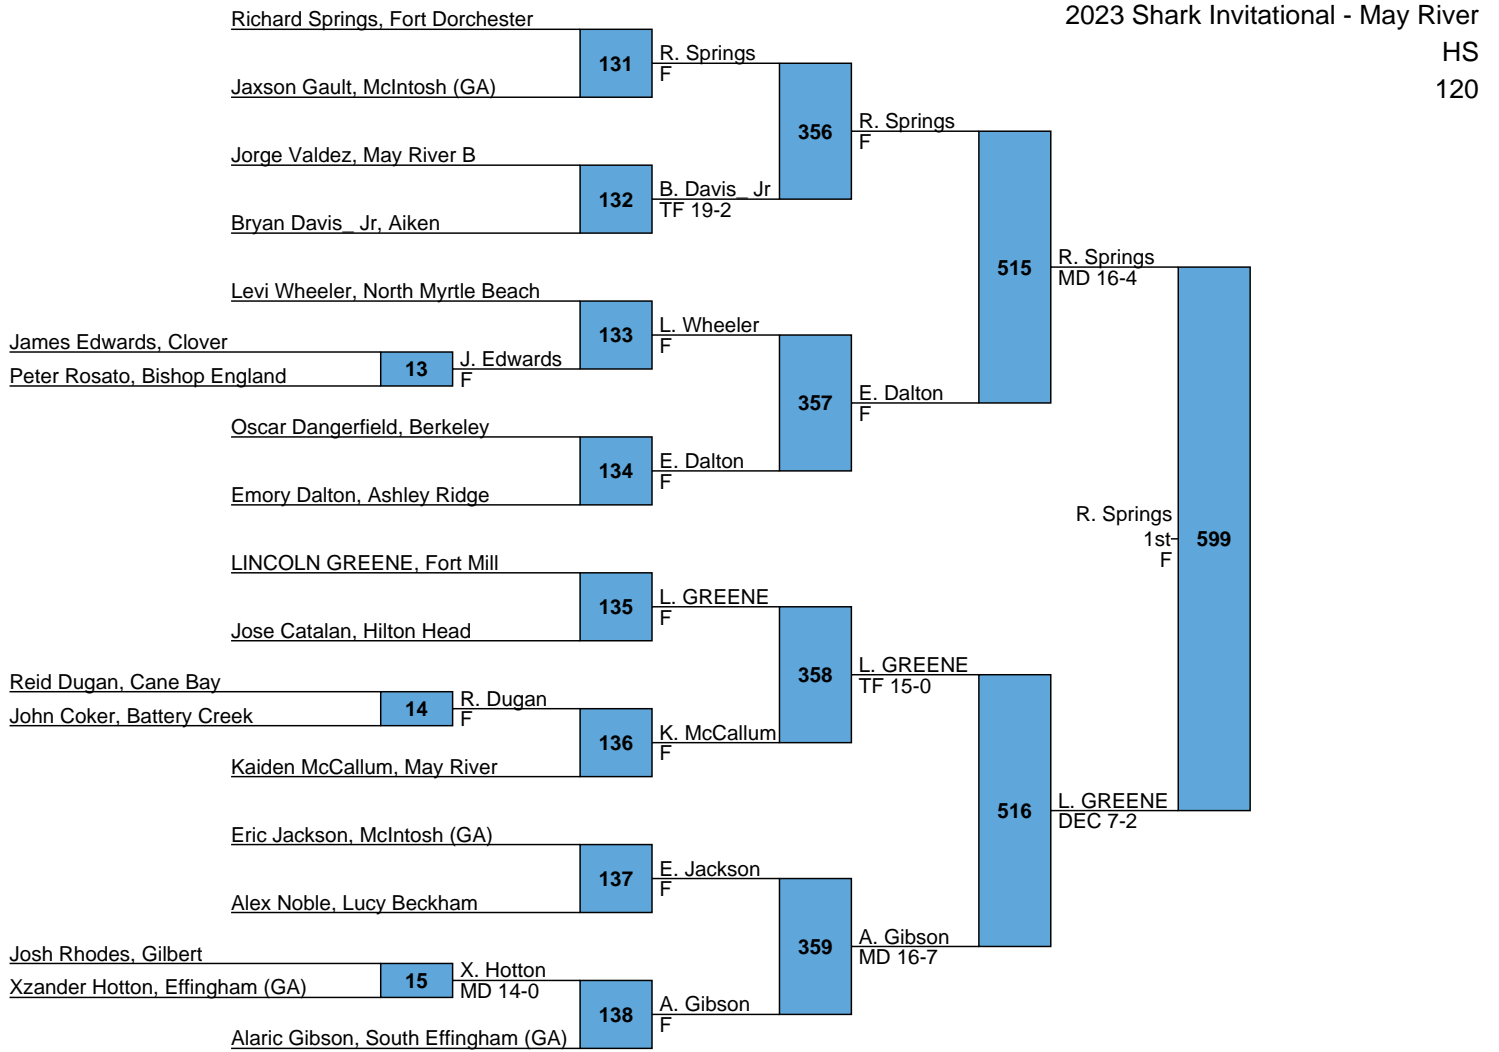 2023 Shark Invitational - May River
HS
120
Richard Springs, Fort Dorchester
131
R. Springs
F
Jaxson Gault, McIntosh (GA)
356
R. Springs
F
Jorge Valdez, May River B
132
B. Davis_ Jr
TF 19-2
Bryan Davis_ Jr, Aiken
515
R. Springs
MD 16-4
Levi Wheeler, North Myrtle Beach
133
L. Wheeler
F
James Edwards, Clover
13
J. Edwards
F
Peter Rosato, Bishop England
357
E. Dalton
F
Oscar Dangerfield, Berkeley
134
E. Dalton
F
Emory Dalton, Ashley Ridge
R. Springs
1st
F
599
LINCOLN GREENE, Fort Mill
135
L. GREENE
F
Jose Catalan, Hilton Head
358
L. GREENE
TF 15-0
Reid Dugan, Cane Bay
14
R. Dugan
F
John Coker, Battery Creek
136
K. McCallum
F
Kaiden McCallum, May River
516
L. GREENE
DEC 7-2
Eric Jackson, McIntosh (GA)
137
E. Jackson
F
Alex Noble, Lucy Beckham
359
A. Gibson
MD 16-7
Josh Rhodes, Gilbert
15
X. Hotton
MD 14-0
Xzander Hotton, Effingham (GA)
138
A. Gibson
F
Alaric Gibson, South Effingham (GA)